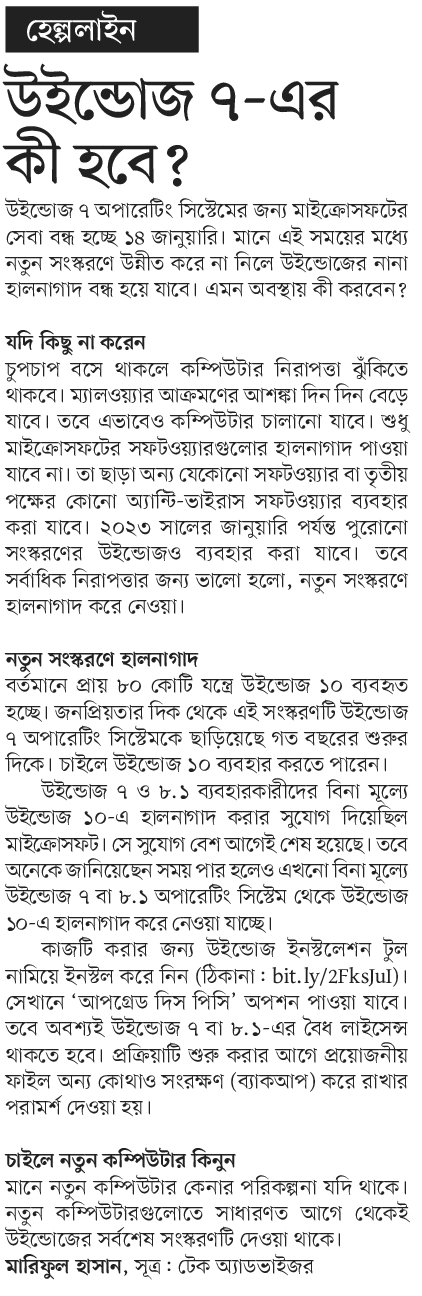 হেল্পলাইন
উইন্ডোজ ৭-এর
কী হবে?
উইন্ডোজ ৭ অপারেটিং সিস্টেমের জন্য মাইক্রোসফটের
সেবা বন্ধ হচ্ছে ১৪ জানুয়ারি। মানে এই সময়ের মধ্যে
নতুন সংস্করণে উন্নীত করে না নিলে উইন্ডোজের নানা
হালনাগাদ বন্ধ হয়ে যাবে। এমন অবস্থায় কী করবেন?
যদি কিছু না করেন
চুপচাপ বসে থাকলে কম্পিউটার নিরাপত্তা ঝুঁকিতে
থাকবে। ম্যালওয়্যার আক্রমণের আশঙ্কা দিন দিন বেড়ে
যাবে। তবে এভাবেও কম্পিউটার চালানো যাবে। শুধু
মাইক্রোসফটের সফটওয়্যারগুলোর হালনাগাদ পাওয়া
যাবে না। তা ছাড়া অন্য যেকোনো সফটওয়্যার বা তৃতীয়
পক্ষের কোনো অ্যান্টি-ভাইরাস সফটওয়্যার ব্যবহার
করা যাবে। ২০২৩ সালের জানুয়ারি পর্যন্ত পুরোনো
সংস্করণের উইন্ডোজও ব্যবহার করা যাবে। তবে
সর্বাধিক নিরাপত্তার জন্য ভালো হলো, নতুন সংস্করণে
হালনাগাদ করে নেওয়া।
নতুন সংস্করণে হালনাগাদ
বর্তমানে প্রায় ৮০ কোটি যন্ত্রে উইন্ডোজ ১০ ব্যবহৃত
হচ্ছে। জনপ্রিয়তার দিক থেকে এই সংস্করণটি উইন্ডোজ
৭ অপারেটিং সিস্টেমকে ছাড়িয়েছে গত বছরের শুরুর
দিকে। চাইলে উইন্ডোজ ১০ ব্যবহার করতে পারেন।
উইন্ডোজ ৭ ও ৮.১ ব্যবহারকারীদের বিনা মূল্যে
উইন্ডোজ ১০-এ হালনাগাদ করার সুযোগ দিয়েছিল
মাইক্রোসফট। সে সুযোগ বেশ আগেই শেষ হয়েছে। তবে
অনেকে জানিয়েছেন সময় পার হলেও এখনো বিনা মূল্যে
উইন্ডোজ ৭ বা ৮.১ অপারেটিং সিস্টেম থেকে উইন্ডোজ
১০-এ হালনাগাদ করে নেওয়া যাচ্ছে।
কাজটি করার জন্য উইন্ডোজ ইনস্টলেশন টুল
নামিয়ে ইনস্টল করে নিন (ঠিকানা : bit.ly/2FksJuI)।
সেখানে ‘আপগ্রেড দিস পিসি’ অপশন পাওয়া যাবে।
তবে অবশ্যই উইন্ডোজ ৭ বা ৮.১-এর বৈধ লাইসেন্স
থাকতে হবে। প্রক্রিয়াটি শুরু করার আগে প্রয়োজনীয়
ফাইল অন্য কোথাও সংরক্ষণ (ব্যাকআপ) করে রাখার
পরামর্শ দেওয়া হয়।
চাইলে নতুন কম্পিউটার কিনুন
মানে নতুন কম্পিউটার কেনার পরিকল্পনা যদি থাকে।
নতুন কম্পিউটারগুলোতে সাধারণত আগে থেকেই
উইন্ডোজের সর্বশেষ সংস্করণটি দেওয়া থাকে।
মারিফুল হাসান, সূত্র : টেক অ্যাডভাইজর